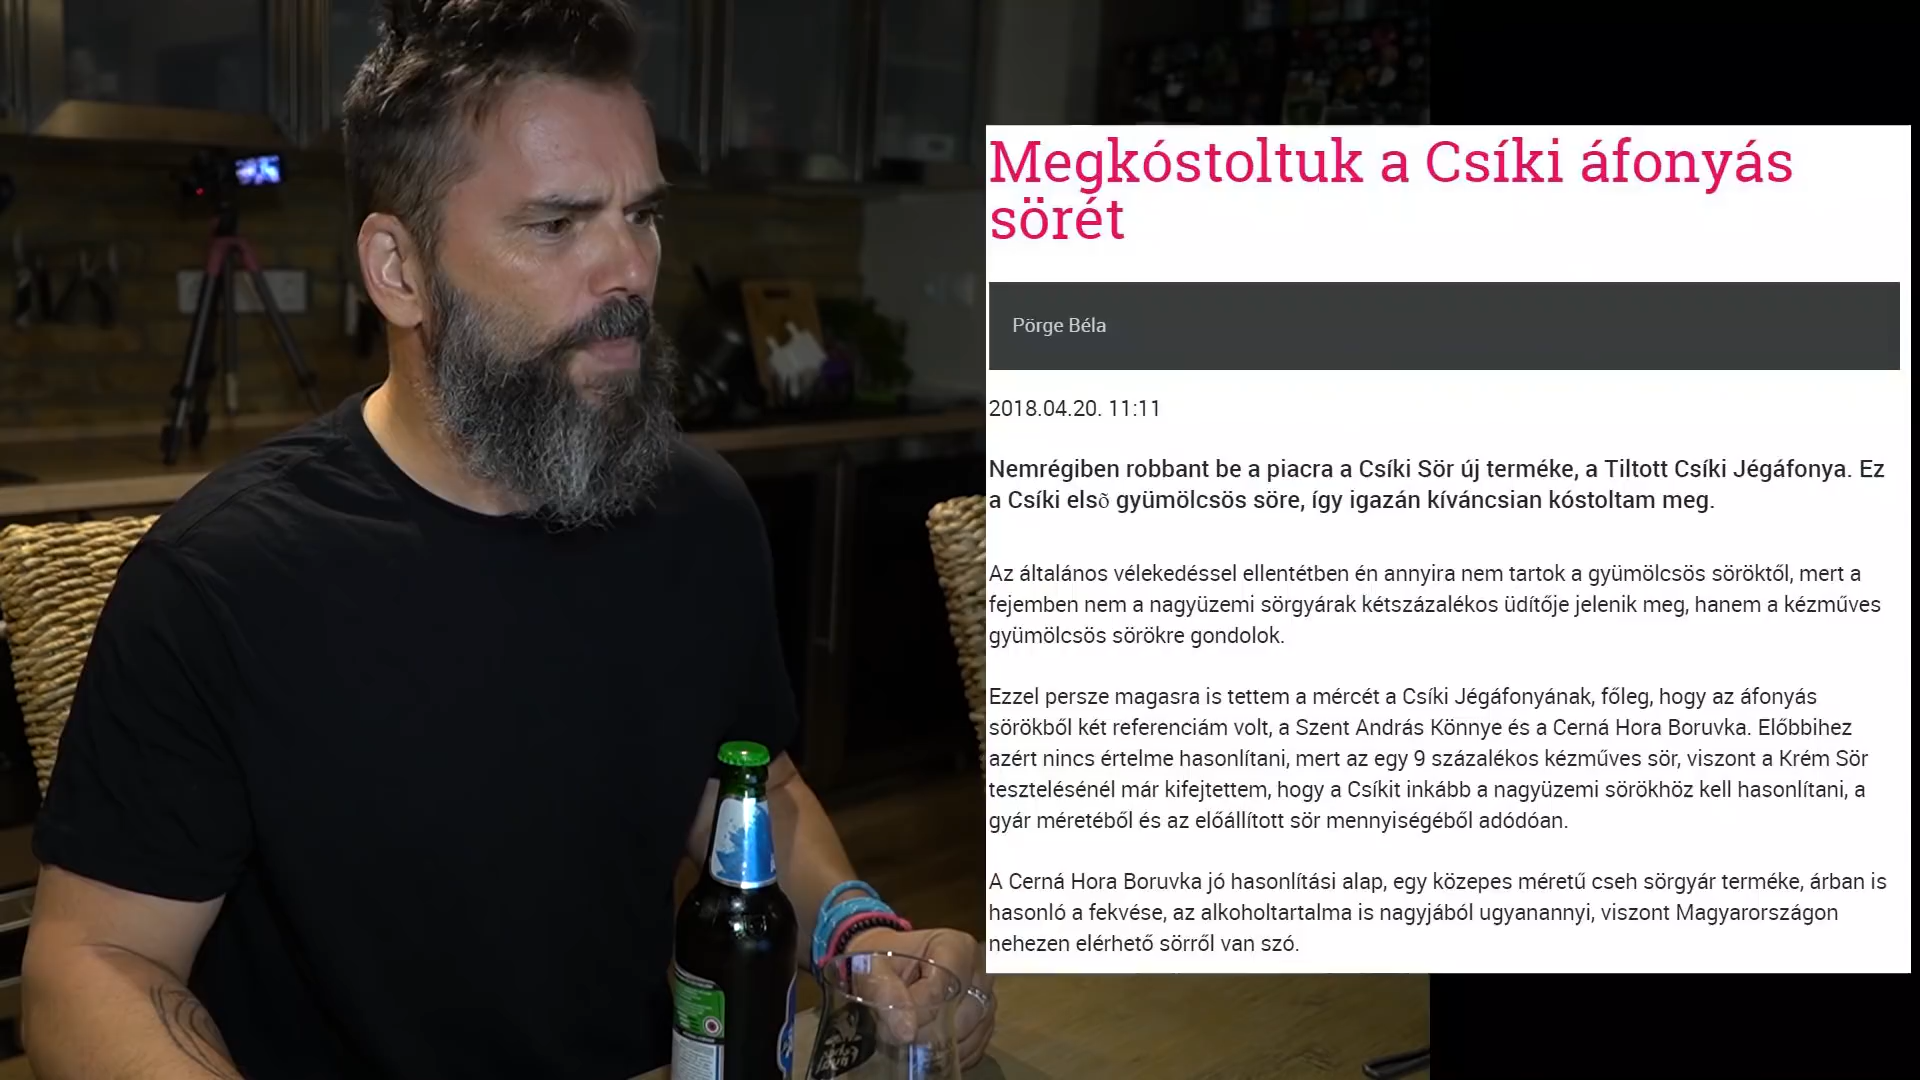 Megkóstoltuk a Csíki áfonyás
sörét
Pörge Béla
2018.04.20. 11:11
Nemrégiben robbant be a piacra a Csíki Sör új terméke, a Tiltott Csíki Jégáfonya. Ez
a Csíki elsõ gyümölcsös söre, így igazán kíváncsian kóstoltam meg.
Az általános vélekedéssel ellentétben én annyira nem tartok a gyümölcsös söröktől, mert a
fejemben nem a nagyüzemi sörgyárak kétszázalékos üdítője jelenik meg, hanem a kézműves
gyümölcsös sörökre gondolok.
Ezzel persze magasra is tettem a mércét a Csíki Jégáfonyának, főleg, hogy az áfonyás
sörökből két referenciám volt, a Szent András Könnye és a Cerná Hora Boruvka. Előbbihez
azért nincs értelme hasonlítani, mert az egy 9 százalékos kézműves sör, viszont a Krém Sör
tesztelésénél már kifejtettem, hogy a Csíkit inkább a nagyüzemi sörökhöz kell hasonlítani, a
gyár méretéből és az előállított sör mennyiségéből adódóan.
A Cerná Hora Boruvka jó hasonlítási alap, egy közepes méretű cseh sörgyár terméke, árban is
hasonló a fekvése, az alkoholtartalma is nagyjából ugyanannyi, viszont Magyarországon
nehezen elérhető sörről van szó.